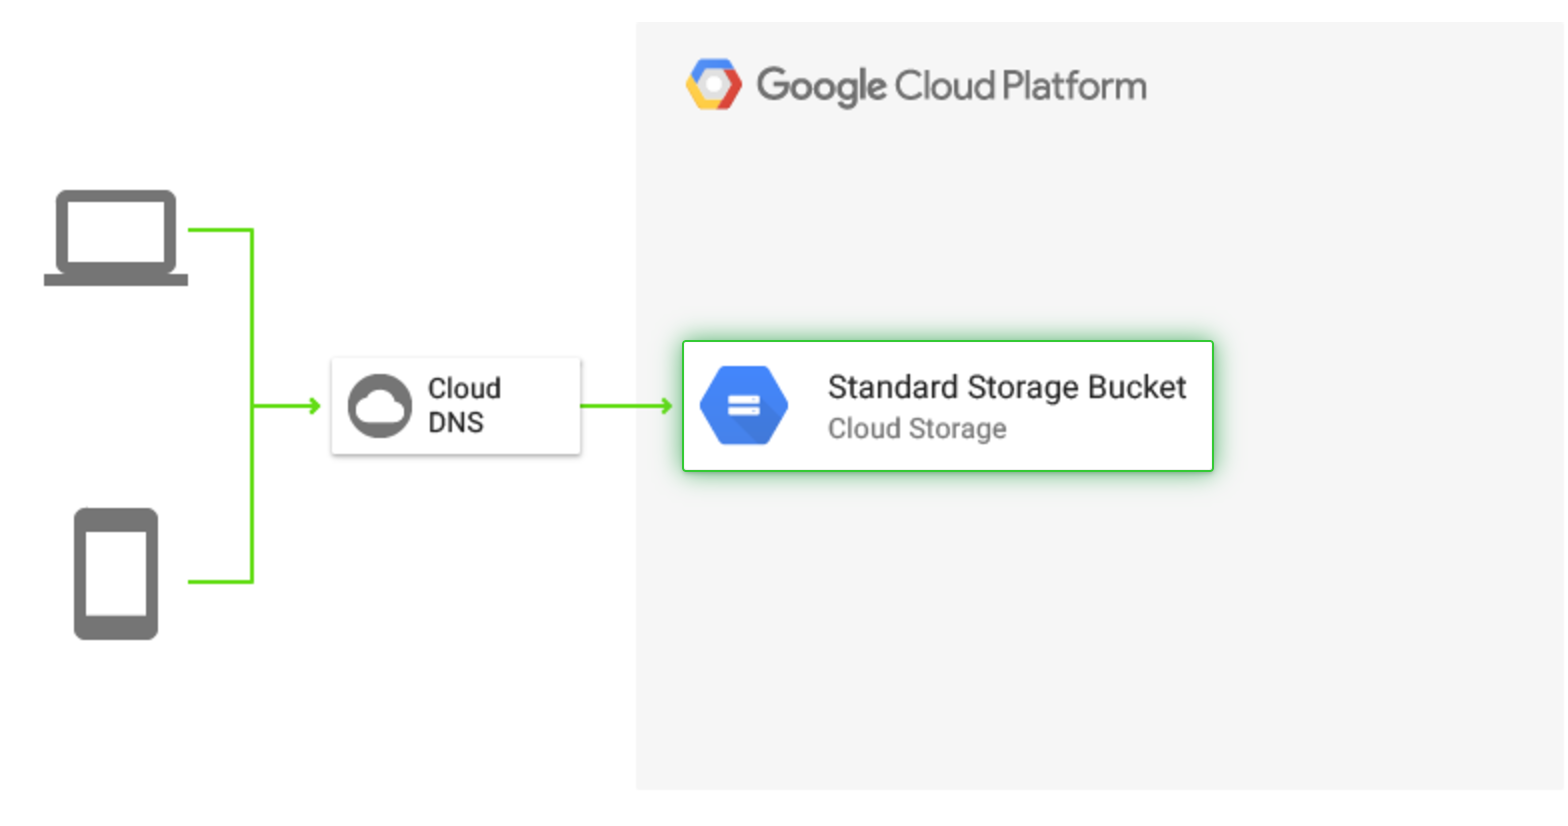 Google Cloud Platform
Cloud
DNS
Standard Storage Bucket
Cloud Storage